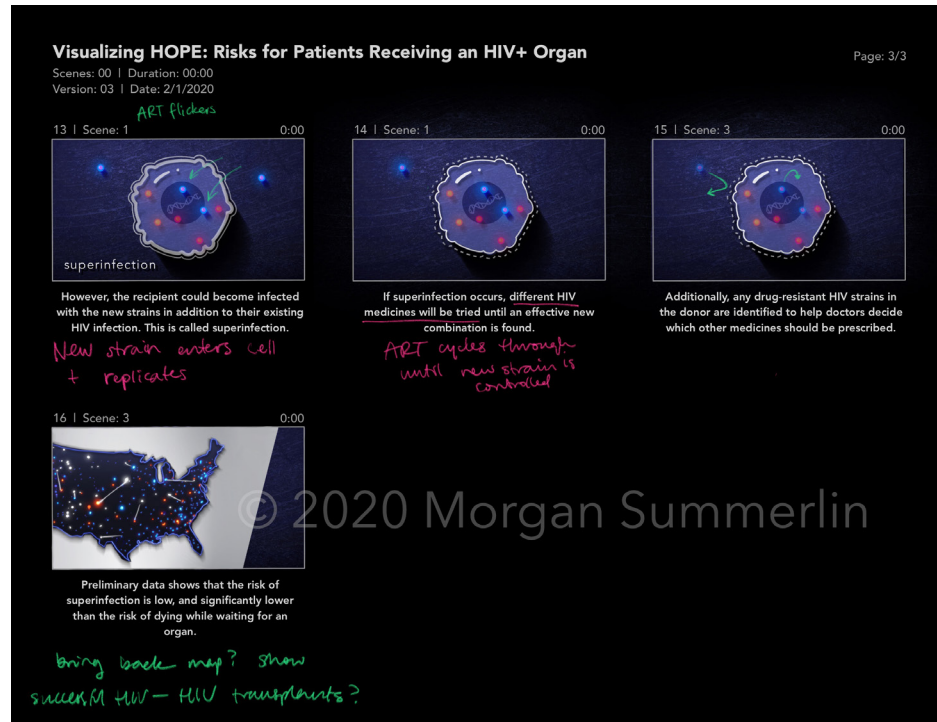 Visualizing HOPE: Risks for Patients Receiving an HIV+ Organ
Page: 3/3
Scenes: 00 | Duration: 00:00
Version: 03 | Date: 2/1/2020
ART flickers
13 | Scene: 1 0:00
superinfection
However, the recipient could become infected
with the new strains in addition to their existing
HIV infection. This is called superinfection.
New strain enters cell
+ replicates
14 | Scene: 1 0:00
If superinfection occurs, different HIV
medicines will be tried until an effective new
combination is found.
ART cycles through
until new strain is
controlled
15 | Scene: 3 0:00
Additionally, any drug-resistant HIV strains in
the donor are identified to help doctors decide
which other medicines should be prescribed.
16 | Scene: 3 0:00
Preliminary data shows that the risk of
superinfection is low, and significantly lower
than the risk of dying while waiting for an
organ.
bring back map? show
successful HIV – HIV transplants?
© 2020 Morgan Summerlin